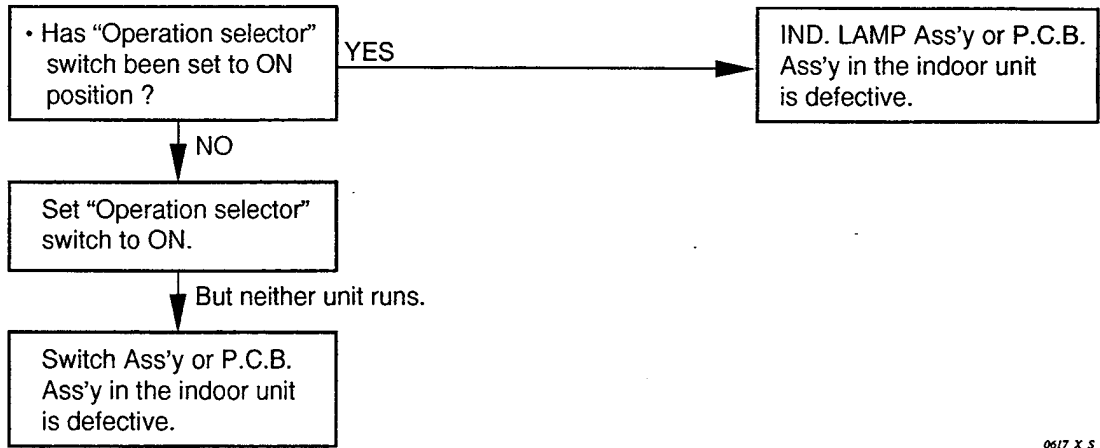 • Has “Operation selector”
switch been set to ON
position ?
YES
IND. LAMP Ass'y or P.C.B.
Ass'y in the indoor unit
is defective.
NO
Set “Operation selector”
switch to ON.
But neither unit runs.
Switch Ass'y or P.C.B.
Ass'y in the indoor unit
is defective.
0617 X S